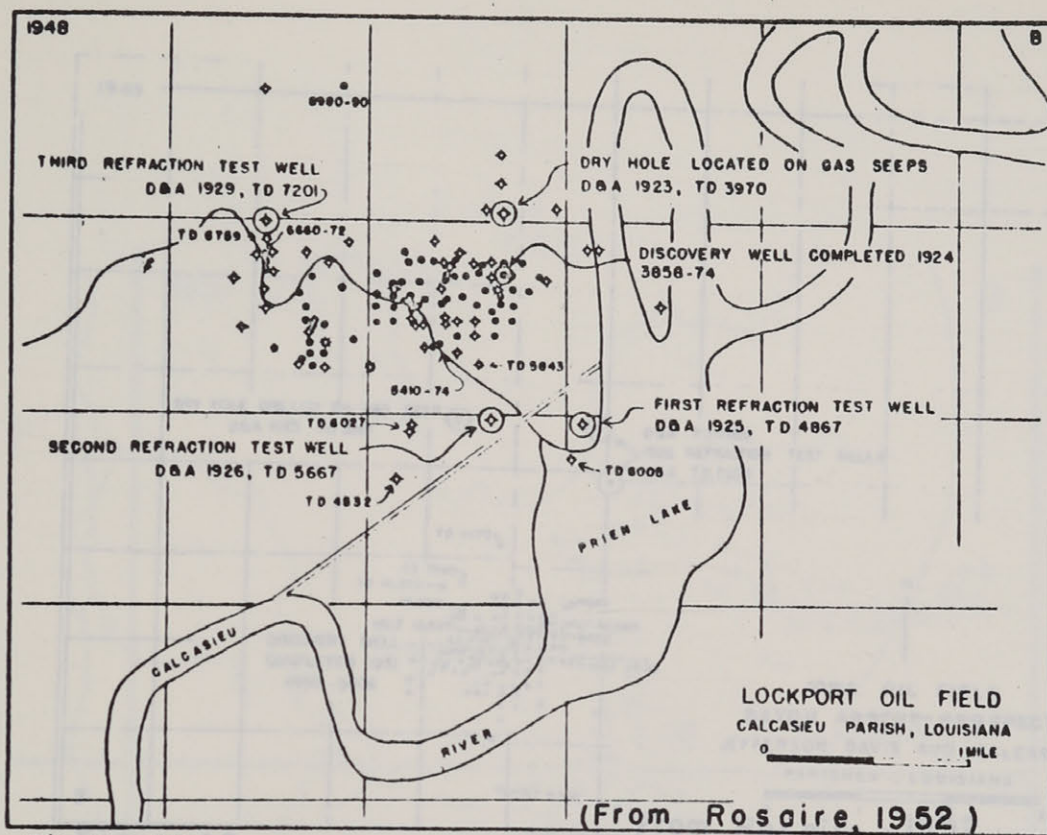 1948
B
6980-90
THIRD REFRACTION TEST WELL
D&A 1929, TD 7201
DRY HOLE LOCATED ON GAS SEEPS
D&A 1923, TD 3970
TD 6769
6660-72
DISCOVERY WELL COMPLETED 1924
3858-74
TD 5843
6410-74
FIRST REFRACTION TEST WELL
D&A 1925, TD 4867
TD 6027
SECOND REFRACTION TEST WELL
D&A 1926, TD 5667
TD 6008
TD 4832
PRIEN LAKE
CALCASIEU
RIVER
LOCKPORT OIL FIELD
CALCASIEU PARISH, LOUISIANA
0 1 MILE
(From Rosaire, 1952)